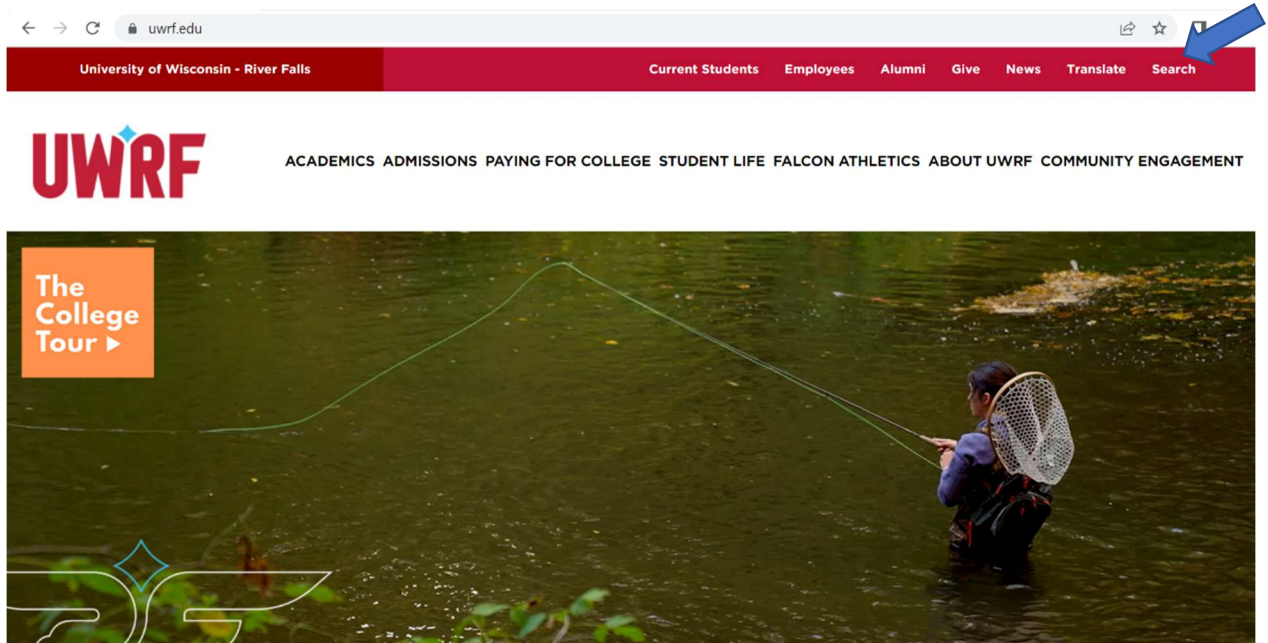 uwrf.edu
University of Wisconsin - River Falls
Current Students Employees Alumni Give News Translate Search
UWRF
ACADEMICS ADMISSIONS PAYING FOR COLLEGE STUDENT LIFE FALCON ATHLETICS ABOUT UWRF COMMUNITY ENGAGEMENT
The
College
Tour